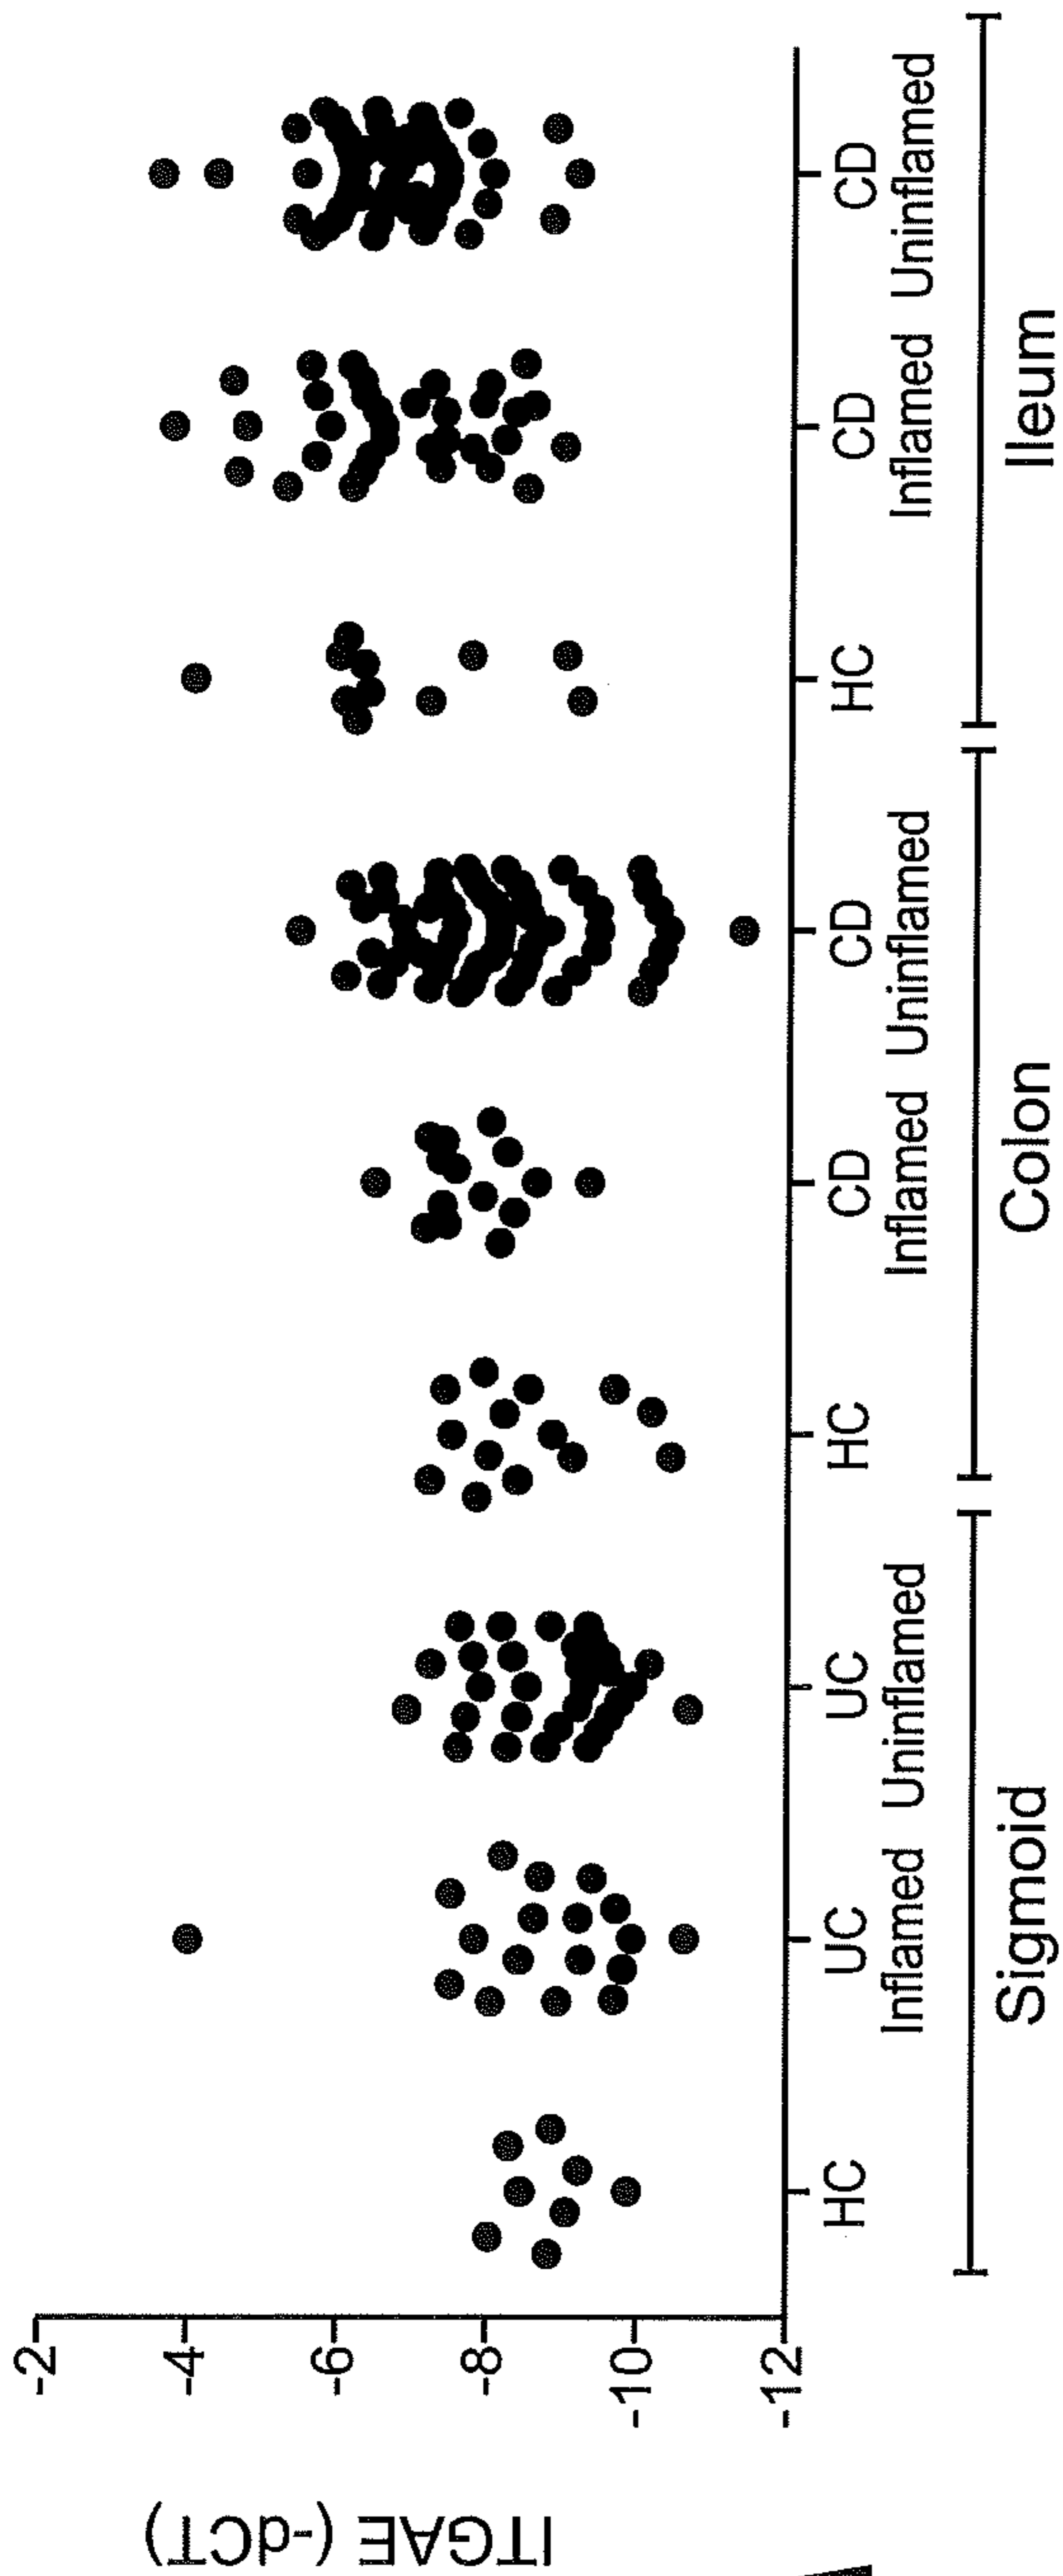 ITGAE (-dCT)
-2
-4
-6
-8
-10
-12
HC UC UC HC CD CD HC CD CD
Inflamed Uninflamed Inflamed Uninflamed Inflamed Uninflamed
Sigmoid Colon Ileum